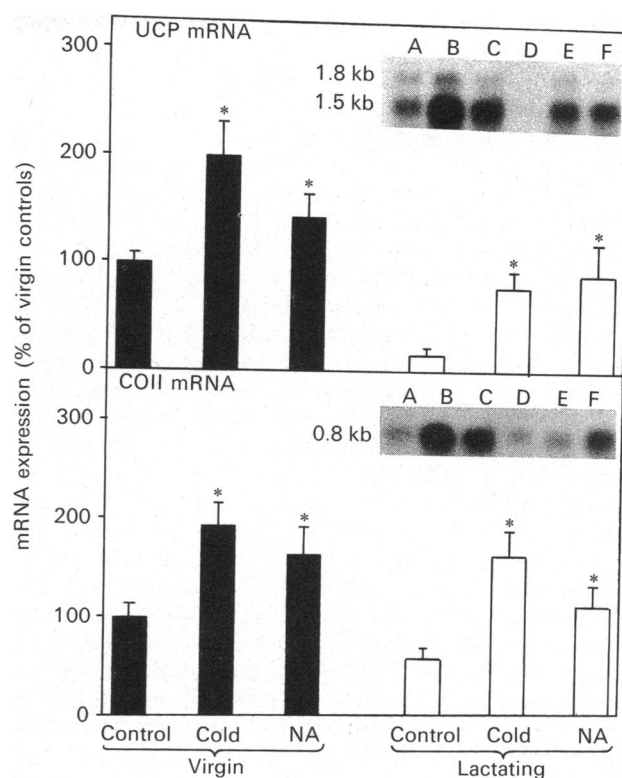 300
UCP mRNA
A B C D E F
1.8 kb
1.5 kb
200
*
*
*
*
100
0
mRNA expression (% of virgin controls)
COII mRNA
A B C D E F
300
0.8 kb
200
*
*
*
*
100
0
Control Cold NA Control Cold NA
Virgin Lactating